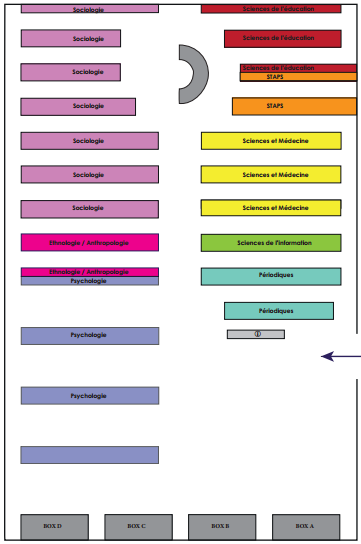 Sociologie
Sciences de l'éducation
Sociologie
Sciences de l'éducation
Sociologie
Sciences de l'éducation
STAPS
Sociologie
STAPS
Sociologie
Sciences et Médecine
Sociologie
Sciences et Médecine
Sociologie
Sciences et Médecine
Ethnologie / Anthropologie
Sciences de l'information
Ethnologie / Anthropologie
Psychologie
Périodiques
Périodiques
Psychologie
Psychologie
BOX D
BOX C
BOX B
BOX A